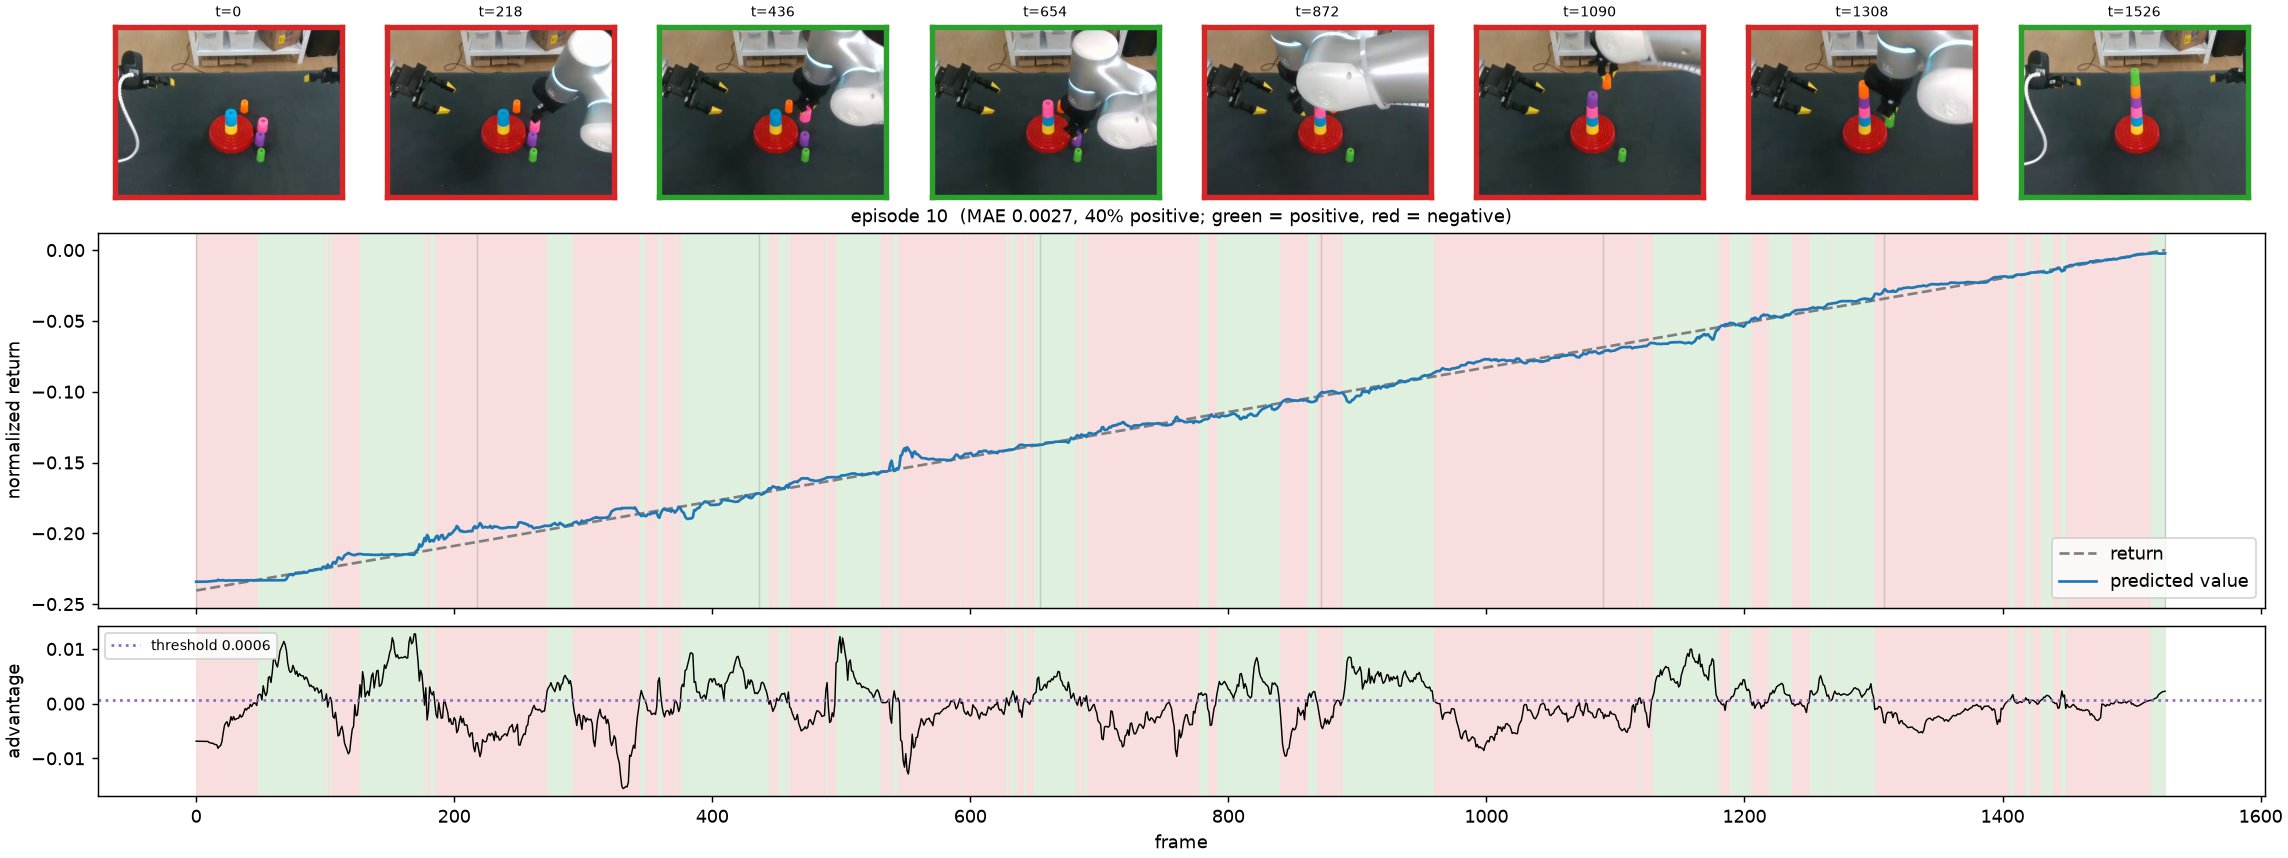 t=0 t=218 t=436 t=654 t=872 t=1090 t=1308 t=1526
episode 10 (MAE 0.0027, 40% positive; green = positive, red = negative)
normalized return
0.00
−0.05
−0.10
−0.15
−0.20
−0.25
return
predicted value
advantage
0.01
0.00
−0.01
threshold 0.0006
0 200 400 600 800 1000 1200 1400 1600
frame